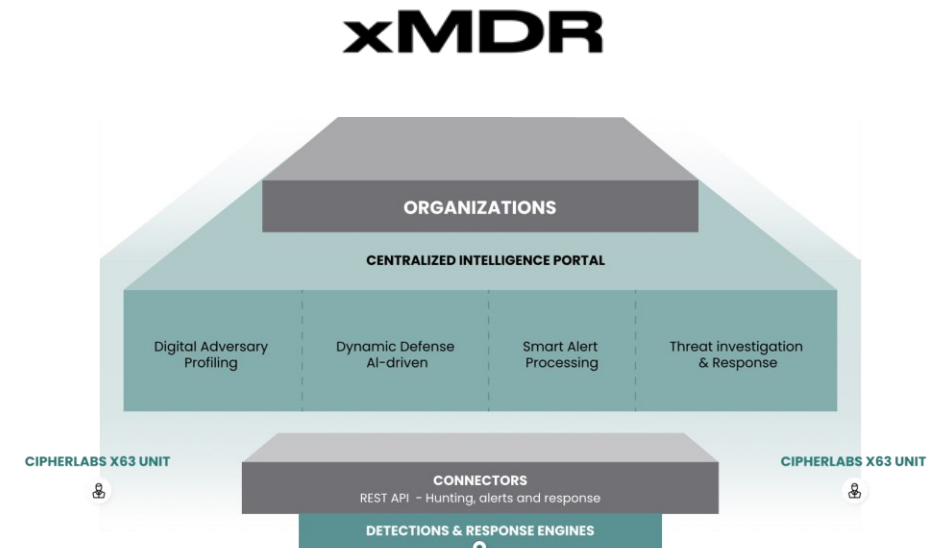 xMDR
ORGANIZATIONS
CENTRALIZED INTELLIGENCE PORTAL
Digital Adversary
Profiling
Dynamic Defense
AI-driven
Smart Alert
Processing
Threat investigation
& Response
CIPHERLABS X63 UNIT
CIPHERLABS X63 UNIT
CONNECTORS
REST API - Hunting, alerts and response
DETECTIONS & RESPONSE ENGINES